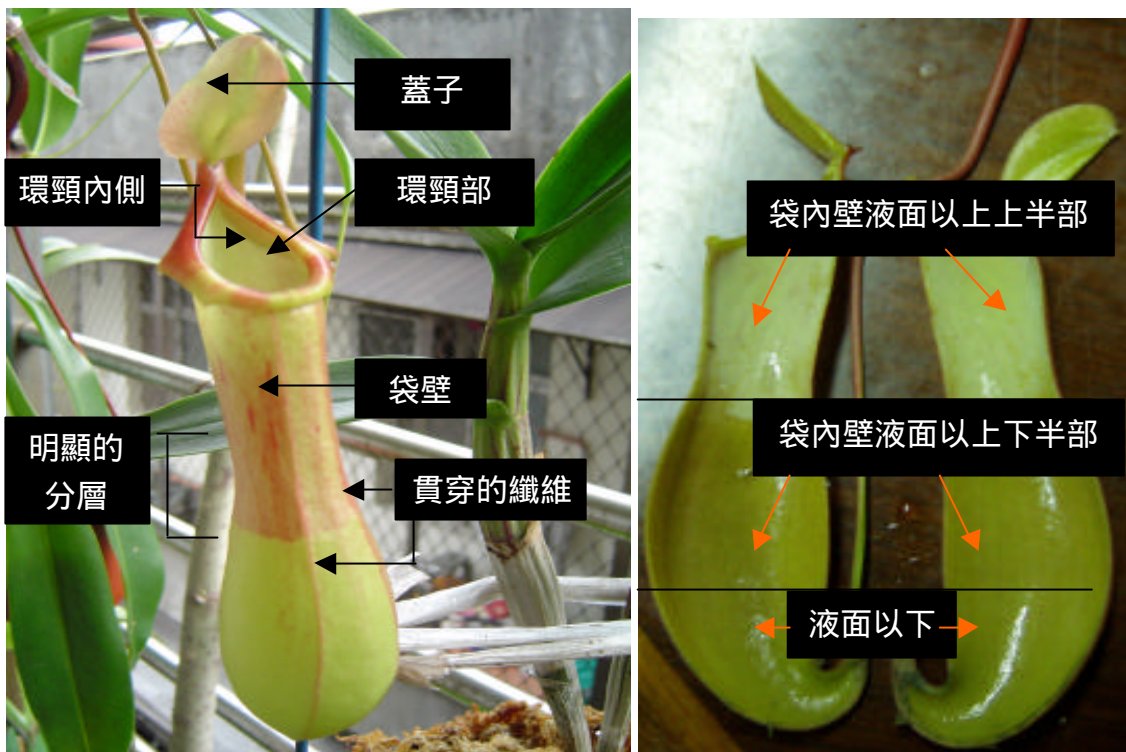 蓋子
環頸內側
環頸部
袋壁
明顯的
分層
貫穿的纖維
袋內壁液面以上上半部
袋內壁液面以上下半部
液面以下